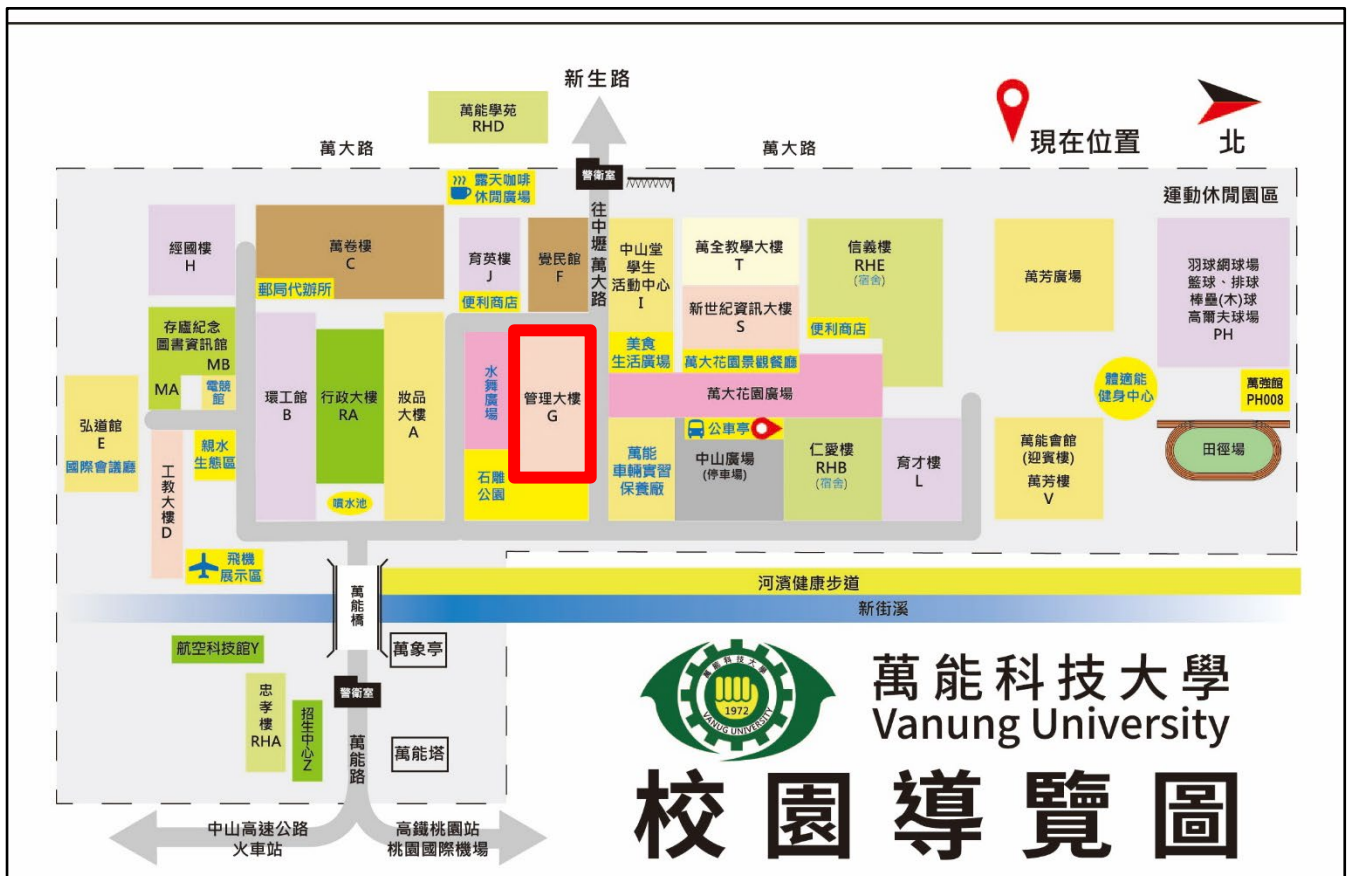 新生路
萬能學苑
RHD
萬大路
萬大路
現在位置
北
警衛室
露天咖啡
休閒廣場
運動休閒園區
經國樓
H
萬卷樓
C
郵局代辦所
育英樓
J
便利商店
覺民館
F
往中壢 萬大路
中山堂
學生
活動中心
I
美食
生活廣場
萬全教學大樓
T
新世紀資訊大樓
S
萬大花園景觀餐廳
信義樓
RHE
(宿舍)
便利商店
萬芳廣場
羽球網球場
籃球、排球
棒壘(木)球
高爾夫球場
PH
存廬紀念
圖書資訊館
MB
MA
電競
館
環工館
B
行政大樓
RA
妝品
大樓
A
水舞廣場
管理大樓
G
萬大花園廣場
體適能
健身中心
萬強館
PH008
弘道館
E
國際會議廳
親水
生態區
工教大樓
D
噴水池
石雕
公園
萬能
車輛實習
保養廠
公車亭
中山廣場
(停車場)
仁愛樓
RHB
(宿舍)
育才樓
L
萬能會館
(迎賓樓)
萬芳樓
V
田徑場
飛機
展示區
萬能橋
河濱健康步道
新街溪
航空科技館Y
萬象亭
忠孝樓
RHA
招生中心Z
警衛室
萬能路
萬能塔
中山高速公路
火車站
高鐵桃園站
桃園國際機場
萬能科技大學
1972
VANUNG UNIVERSITY
萬能科技大學
Vanung University
校園導覽圖